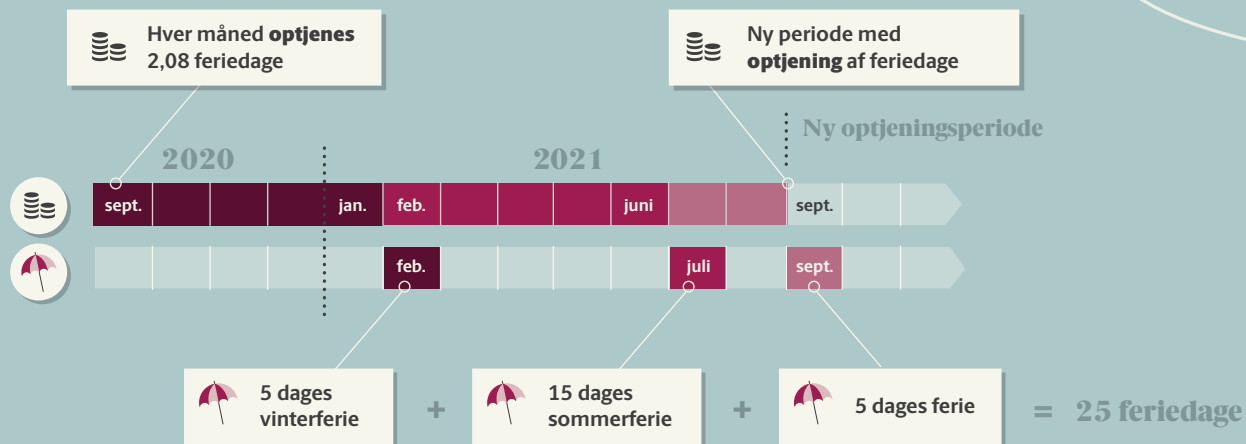 Hver måned optjenes
2,08 feriedage
Ny periode med
optjening af feriedage
Ny optjeningsperiode
2020
2021
sept.
jan.
feb.
juni
sept.
feb.
juli
sept.
5 dages
vinterferie
+
15 dages
sommerferie
+
5 dages ferie
= 25 feriedage